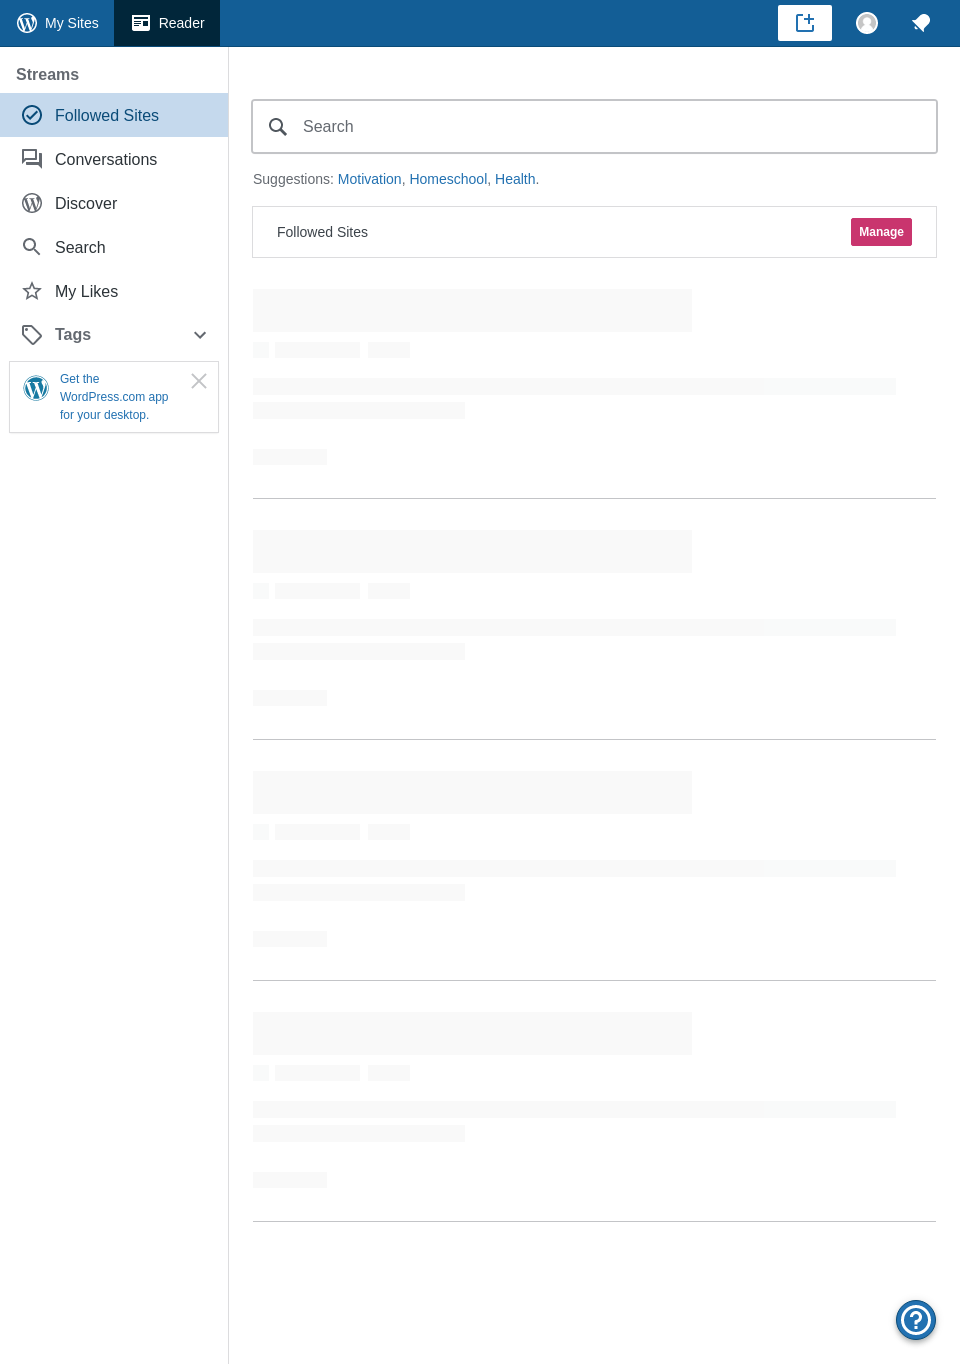 My Sites
Reader
Streams
Followed Sites
Conversations
Discover
Search
My Likes
Tags
Get the
WordPress.com app
for your desktop.
Search
Suggestions: Motivation, Homeschool, Health.
Followed Sites
Manage